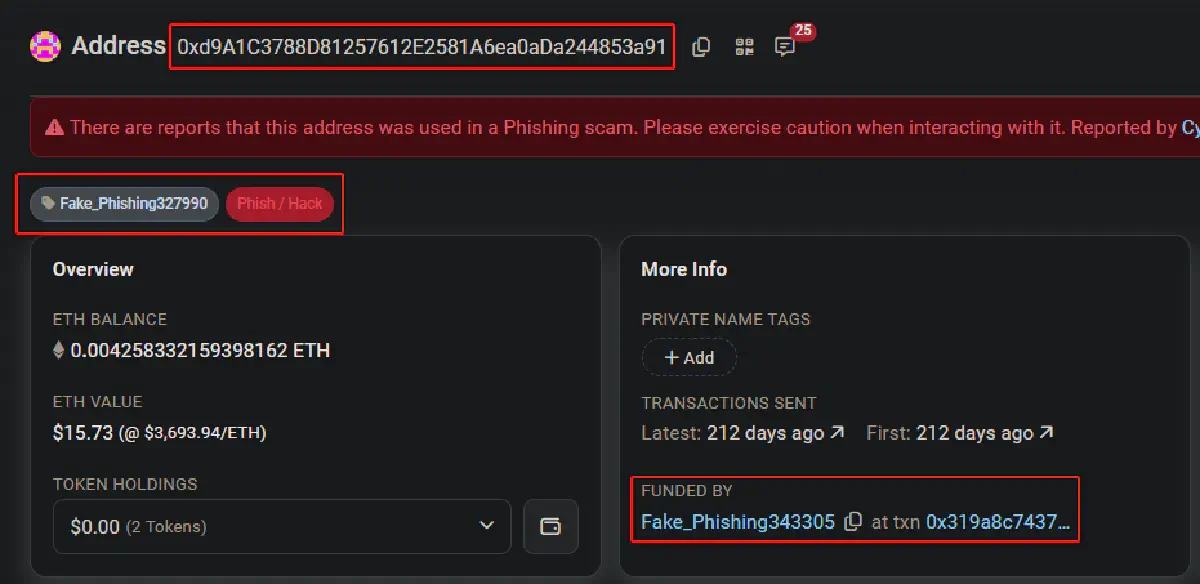 Address 0xd9A1C3788D81257612E2581A6ea0aDa244853a91 25
There are reports that this address was used in a Phishing scam. Please exercise caution when interacting with it. Reported by Cy
Fake_Phishing327990 Phish / Hack
Overview
ETH BALANCE
0.004258332159398162 ETH
ETH VALUE
$15.73 (@ $3,693.94/ETH)
TOKEN HOLDINGS
$0.00 (2 Tokens)
More Info
PRIVATE NAME TAGS
+ Add
TRANSACTIONS SENT
Latest: 212 days ago ↗ First: 212 days ago ↗
FUNDED BY
Fake_Phishing343305 at txn 0x319a8c7437...